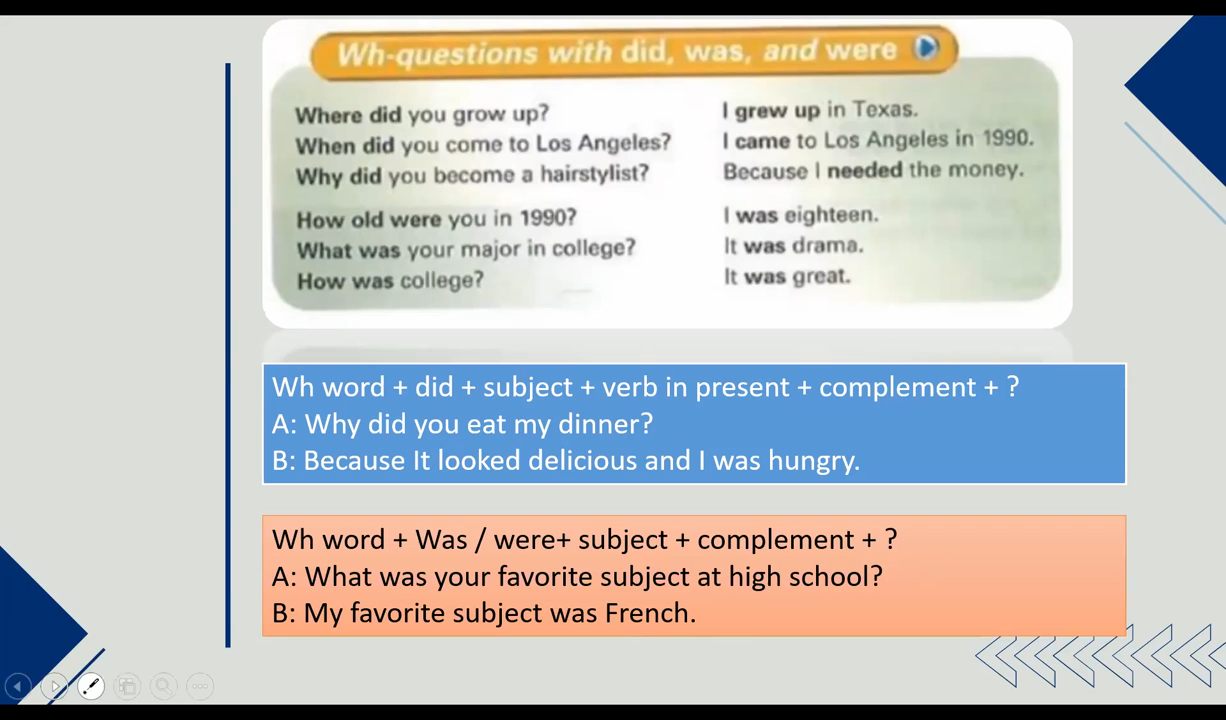 Wh-questions with did, was, and were
Where did you grow up?
I grew up in Texas.
When did you come to Los Angeles?
I came to Los Angeles in 1990.
Why did you become a hairstylist?
Because I needed the money.
How old were you in 1990?
I was eighteen.
What was your major in college?
It was drama.
How was college?
It was great.
Wh word + did + subject + verb in present + complement + ?
A: Why did you eat my dinner?
B: Because It looked delicious and I was hungry.
Wh word + Was / were+ subject + complement + ?
A: What was your favorite subject at high school?
B: My favorite subject was French.